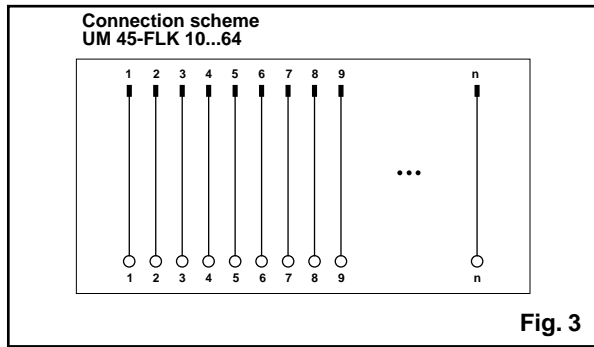 Connection scheme
UM 45-FLK 10...64
1 2 3 4 5 6 7 8 9 n
...
1 2 3 4 5 6 7 8 9 n
Fig. 3